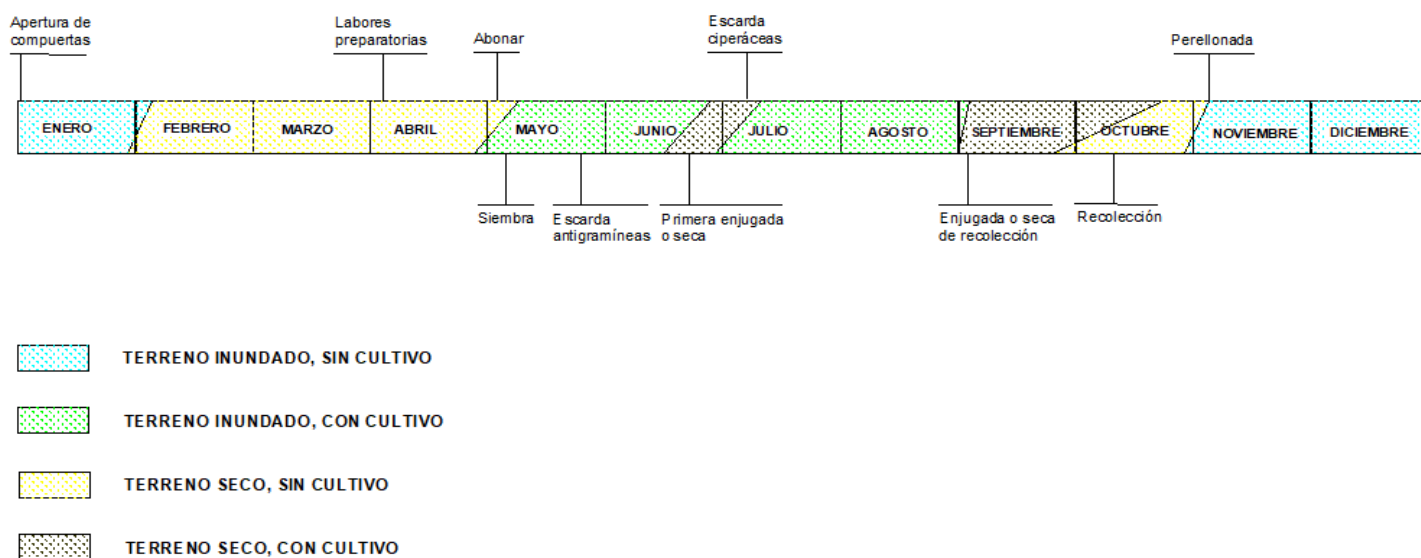 Apertura de
compuertas
Labores
preparatorias
Abonar
Escarda
ciperáceas
Perellonada
ENERO
FEBRERO
MARZO
ABRIL
MAYO
JUNIO
JULIO
AGOSTO
SEPTIEMBRE
OCTUBRE
NOVIEMBRE
DICIEMBRE
Siembra
Escarda
antigramíneas
Primera enjugada
o seca
Enjugada o seca
de recolección
Recolección
TERRENO INUNDADO, SIN CULTIVO
TERRENO INUNDADO, CON CULTIVO
TERRENO SECO, SIN CULTIVO
TERRENO SECO, CON CULTIVO